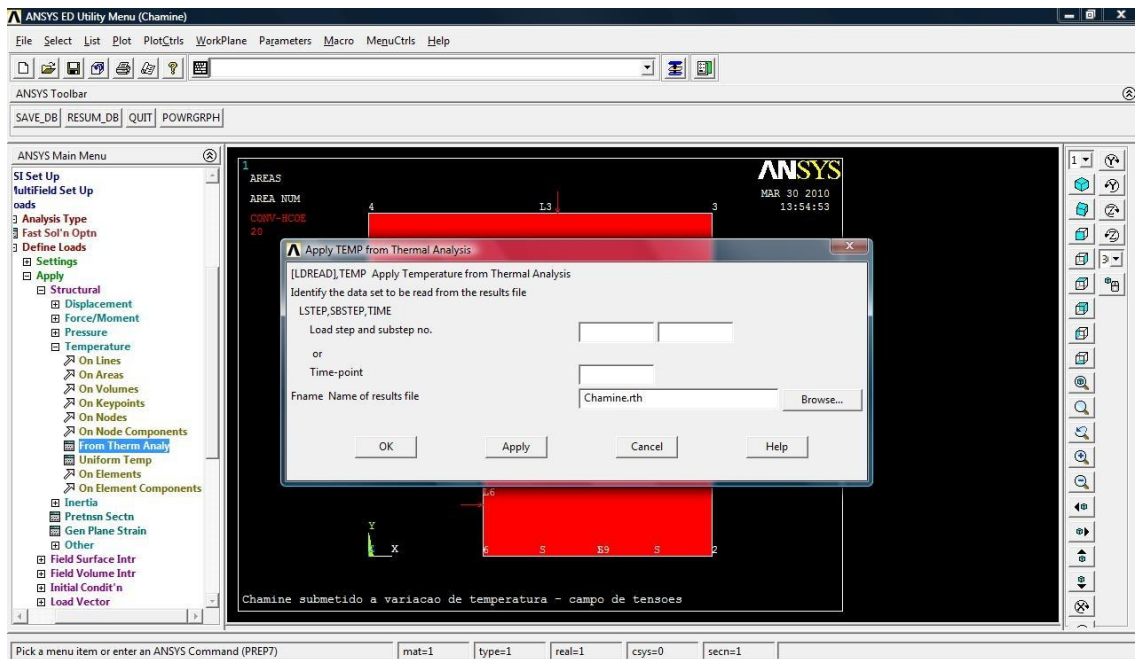 ANSYS ED Utility Menu (Chamine)
File Select List Plot PlotCtrls WorkPlane Parameters Macro MenuCtrls Help
ANSYS Toolbar
SAVE_DB RESUM_DB QUIT POWRGRPH
ANSYS Main Menu
SI Set Up
MultiField Set Up
oads
Analysis Type
Fast Sol'n Optn
Define Loads
Settings
Apply
Structural
Displacement
Force/Moment
Pressure
Temperature
On Lines
On Areas
On Volumes
On Keypoints
On Nodes
On Node Components
From Therm Analy
Uniform Temp
On Elements
On Element Components
Inertia
Pretnsn Sectn
Gen Plane Strain
Other
Field Surface Intr
Field Volume Intr
Initial Condit'n
Load Vector
1
AREAS
AREA NUM
CONV-HCOE
20
ANSYS
MAR 30 2010
13:54:53
4 L3 3
Apply TEMP from Thermal Analysis
[LDREAD],TEMP Apply Temperature from Thermal Analysis
Identify the data set to be read from the results file
LSTEP,SBSTEP,TIME
Load step and substep no.
or
Time-point
Fname Name of results file Chamine.rth Browse...
OK Apply Cancel Help
L6
Y
X
6 S L9 S 2
Chamine submetido a variacao de temperatura - campo de tensoes
1
3
Pick a menu item or enter an ANSYS Command (PREP7) mat=1 type=1 real=1 csys=0 secn=1